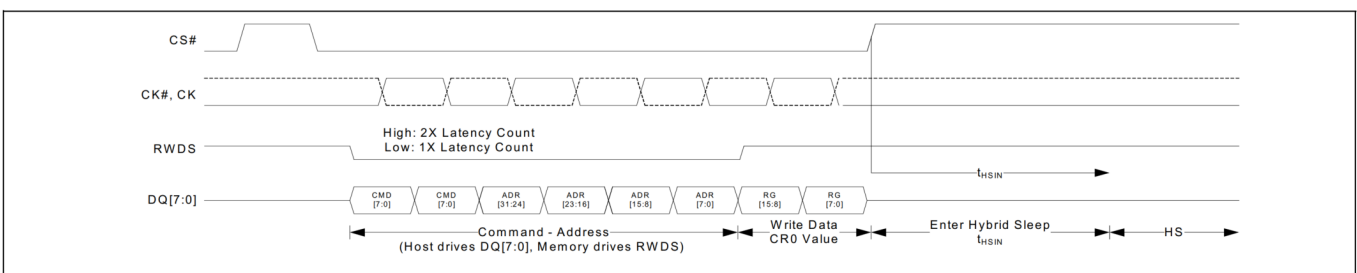 CS#
CK#, CK
High: 2X Latency Count
Low: 1X Latency Count
RWDS
tHSIN
DQ[7:0]
CMD [7:0] CMD [7:0] ADR [31:24] ADR [23:16] ADR [15:8] ADR [7:0] RG [15:8] RG [7:0]
Command - Address
(Host drives DQ[7:0], Memory drives RWDS)
Write Data
CR0 Value
Enter Hybrid Sleep
tHSIN
HS